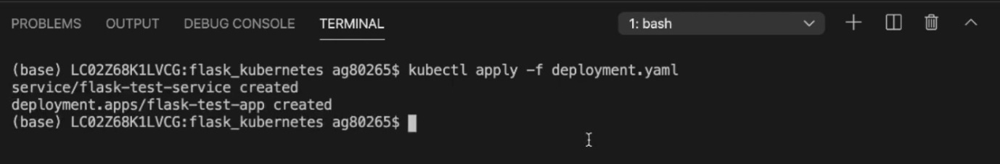 PROBLEMS OUTPUT DEBUG CONSOLE TERMINAL 1: bash
(base) LC02Z68K1LVCG:flask_kubernetes ag80265$ kubectl apply -f deployment.yaml
service/flask-test-service created
deployment.apps/flask-test-app created
(base) LC02Z68K1LVCG:flask_kubernetes ag80265$